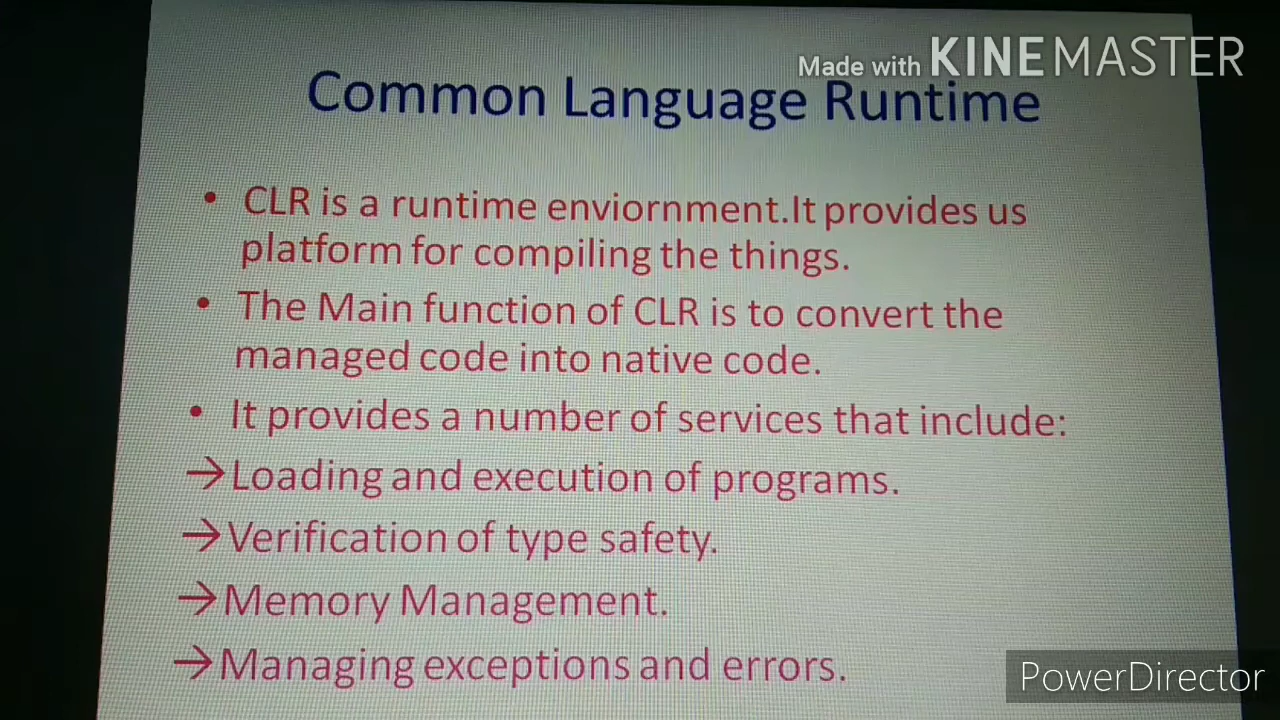 Made with KINEMASTER
Common Language Runtime
• CLR is a runtime enviornment.It provides us
platform for compiling the things.
• The Main function of CLR is to convert the
managed code into native code.
• It provides a number of services that include:
→Loading and execution of programs.
→Verification of type safety.
→Memory Management.
→Managing exceptions and errors.
PowerDirector